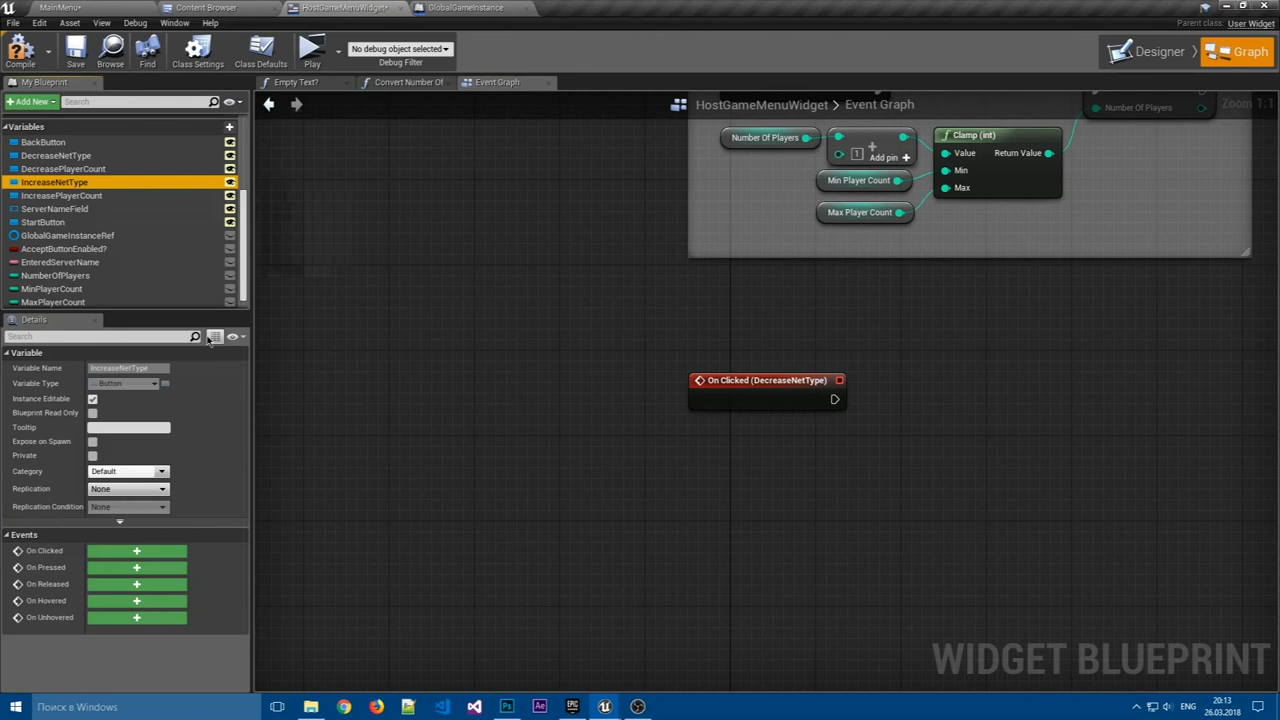 MainMenu*
Content Browser
HostGameMenuWidget*
GlobalGameInstance
File
Edit
Asset
View
Debug
Window
Help
Parent class: User Widget
Compile
Save
Browse
Find
Class Settings
Class Defaults
Play
No debug object selected
Debug Filter
Designer
Graph
My Blueprint
Empty Text?
Convert Number Of
Event Graph
Add New
Search
HostGameMenuWidget > Event Graph
Zoom 1:1
Variables
BackButton
DecreaseNetType
DecreasePlayerCount
IncreaseNetType
IncreasePlayerCount
ServerNameField
StartButton
GlobalGameInstanceRef
AcceptButtonEnabled?
EnteredServerName
NumberOfPlayers
MinPlayerCount
MaxPlayerCount
Number Of Players
1
Add pin
Min Player Count
Max Player Count
Clamp (int)
Value
Return Value
Min
Max
Number Of Players
Details
Search
Variable
Variable Name
IncreaseNetType
Variable Type
Button
Instance Editable
Blueprint Read Only
Tooltip
Expose on Spawn
Private
Category
Default
Replication
None
Replication Condition
None
On Clicked (DecreaseNetType)
Events
On Clicked
On Pressed
On Released
On Hovered
On Unhovered
WIDGET BLUEPRINT
Поиск в Windows
ENG
20:13
26.03.2018